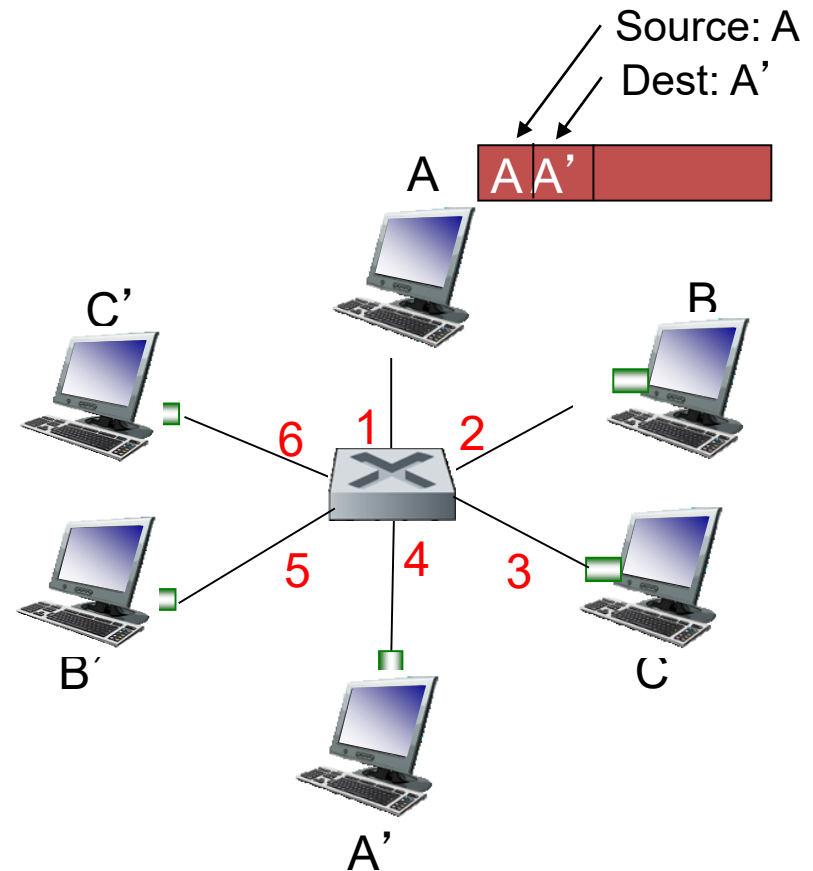 Source: A
Dest: A’
A A A’
C’ B
6 1 2
5 4 3
B’ C
A’